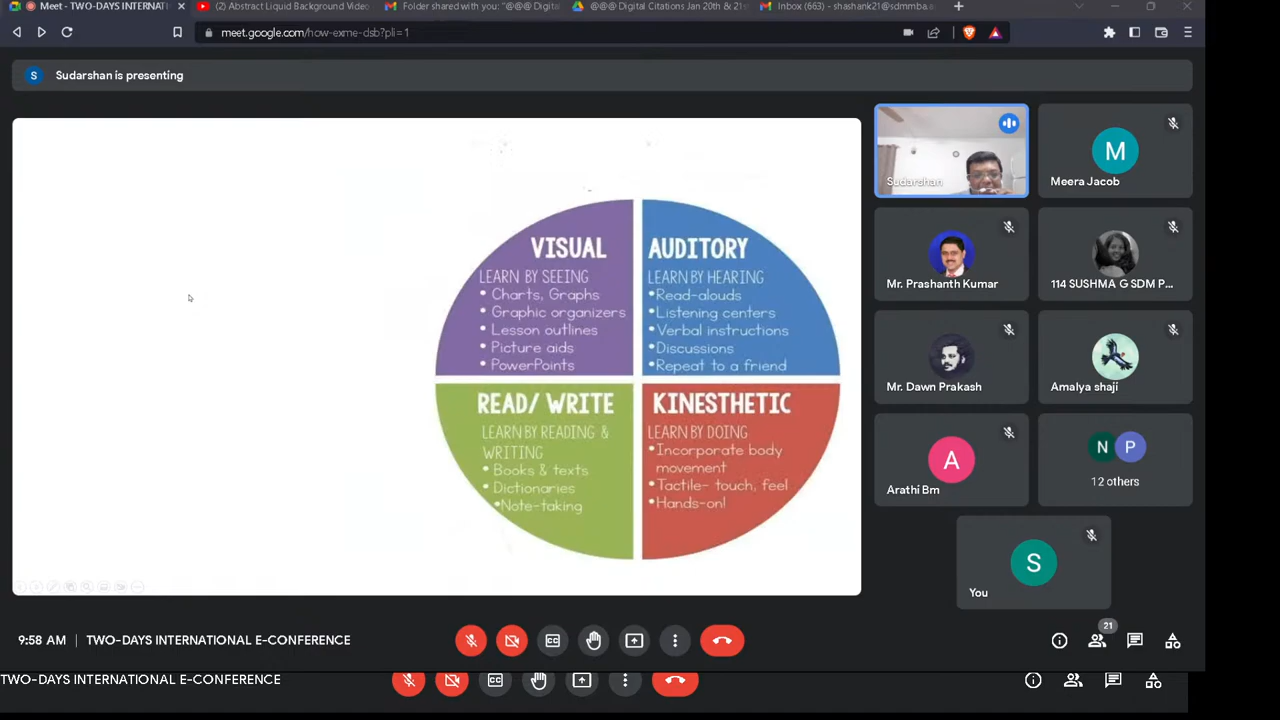 Meet - TWO-DAYS INTERNATI
(2) Abstract Liquid Background Video
Folder shared with you: "@@@ Digital
@@@ Digital Citations Jan 20th & 21s
Inbox (663) - shashank21@sdmmba.a
meet.google.com/how-exme-dsb?pli=1
S
Sudarshan is presenting
VISUAL
LEARN BY SEEING
• Charts, Graphs
• Graphic organizers
• Lesson outlines
• Picture aids
• PowerPoints
AUDITORY
LEARN BY HEARING
•Read-alouds
•Listening centers
•Verbal instructions
•Discussions
•Repeat to a friend
READ/ WRITE
LEARN BY READING &
WRITING
• Books & texts
• Dictionaries
•Note-taking
KINESTHETIC
LEARN BY DOING
•Incorporate body
movement
•Tactile- touch, feel
•Hands-on!
Sudarshan
M
Meera Jacob
Mr. Prashanth Kumar
114 SUSHMA G SDM P...
Mr. Dawn Prakash
Amalya shaji
A
Arathi Bm
N P
12 others
S
You
9:58 AM | TWO-DAYS INTERNATIONAL E-CONFERENCE
CC
21
TWO-DAYS INTERNATIONAL E-CONFERENCE
CC